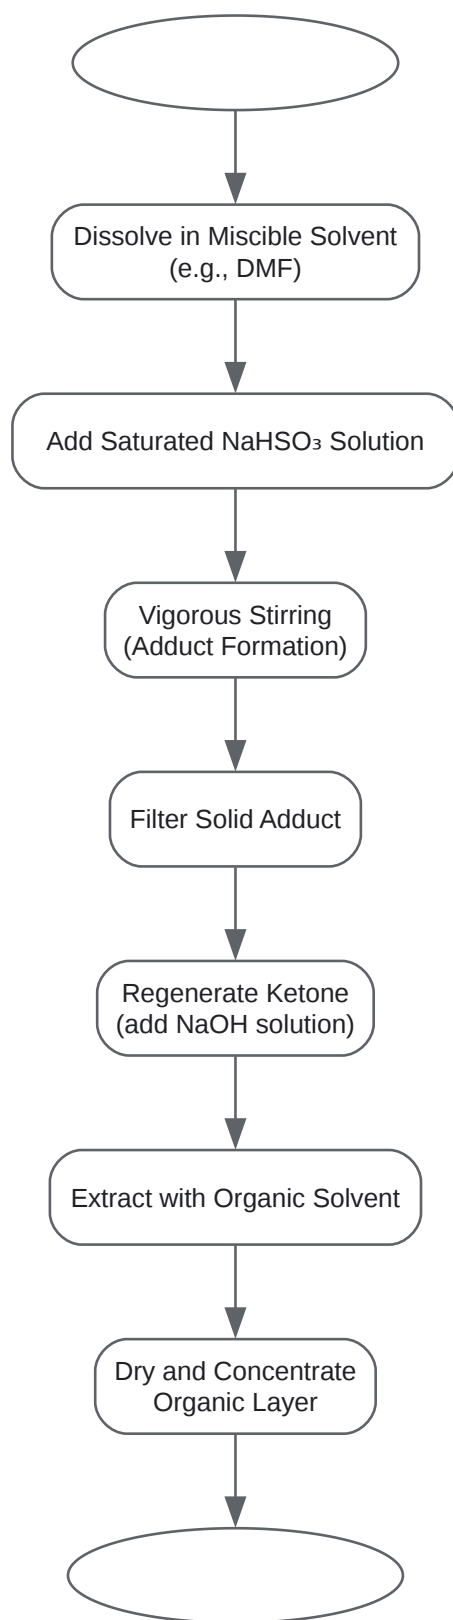 Dissolve in Miscible Solvent
(e.g., DMF)
Add Saturated NaHSO₃ Solution
Vigorous Stirring
(Adduct Formation)
Filter Solid Adduct
Regenerate Ketone
(add NaOH solution)
Extract with Organic Solvent
Dry and Concentrate
Organic Layer